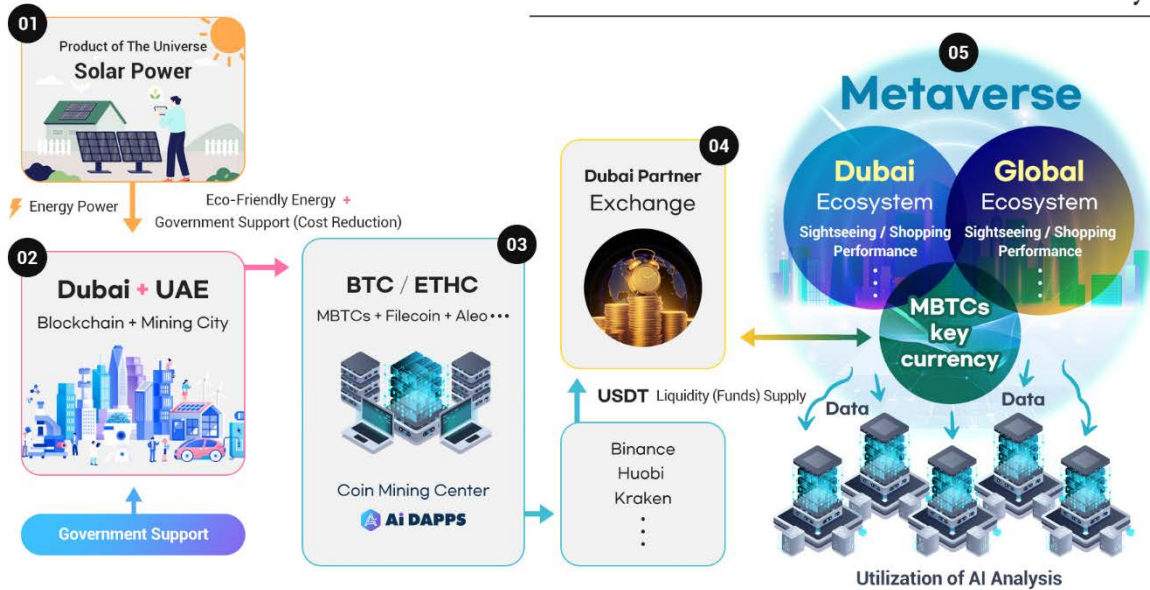 01
Product of The Universe
Solar Power
Energy Power
Eco-Friendly Energy +
Government Support (Cost Reduction)
02
Dubai + UAE
Blockchain + Mining City
Government Support
03
BTC / ETHC
MBTCs + Filecoin + Aleo •••
Coin Mining Center
Ai DAPPS
04
Dubai Partner
Exchange
USDT Liquidity (Funds) Supply
Binance
Huobi
Kraken
05
Metaverse
Dubai
Ecosystem
Sightseeing / Shopping
Performance
Global
Ecosystem
Sightseeing / Shopping
Performance
MBTCs
key
currency
Data
Data
Utilization of AI Analysis